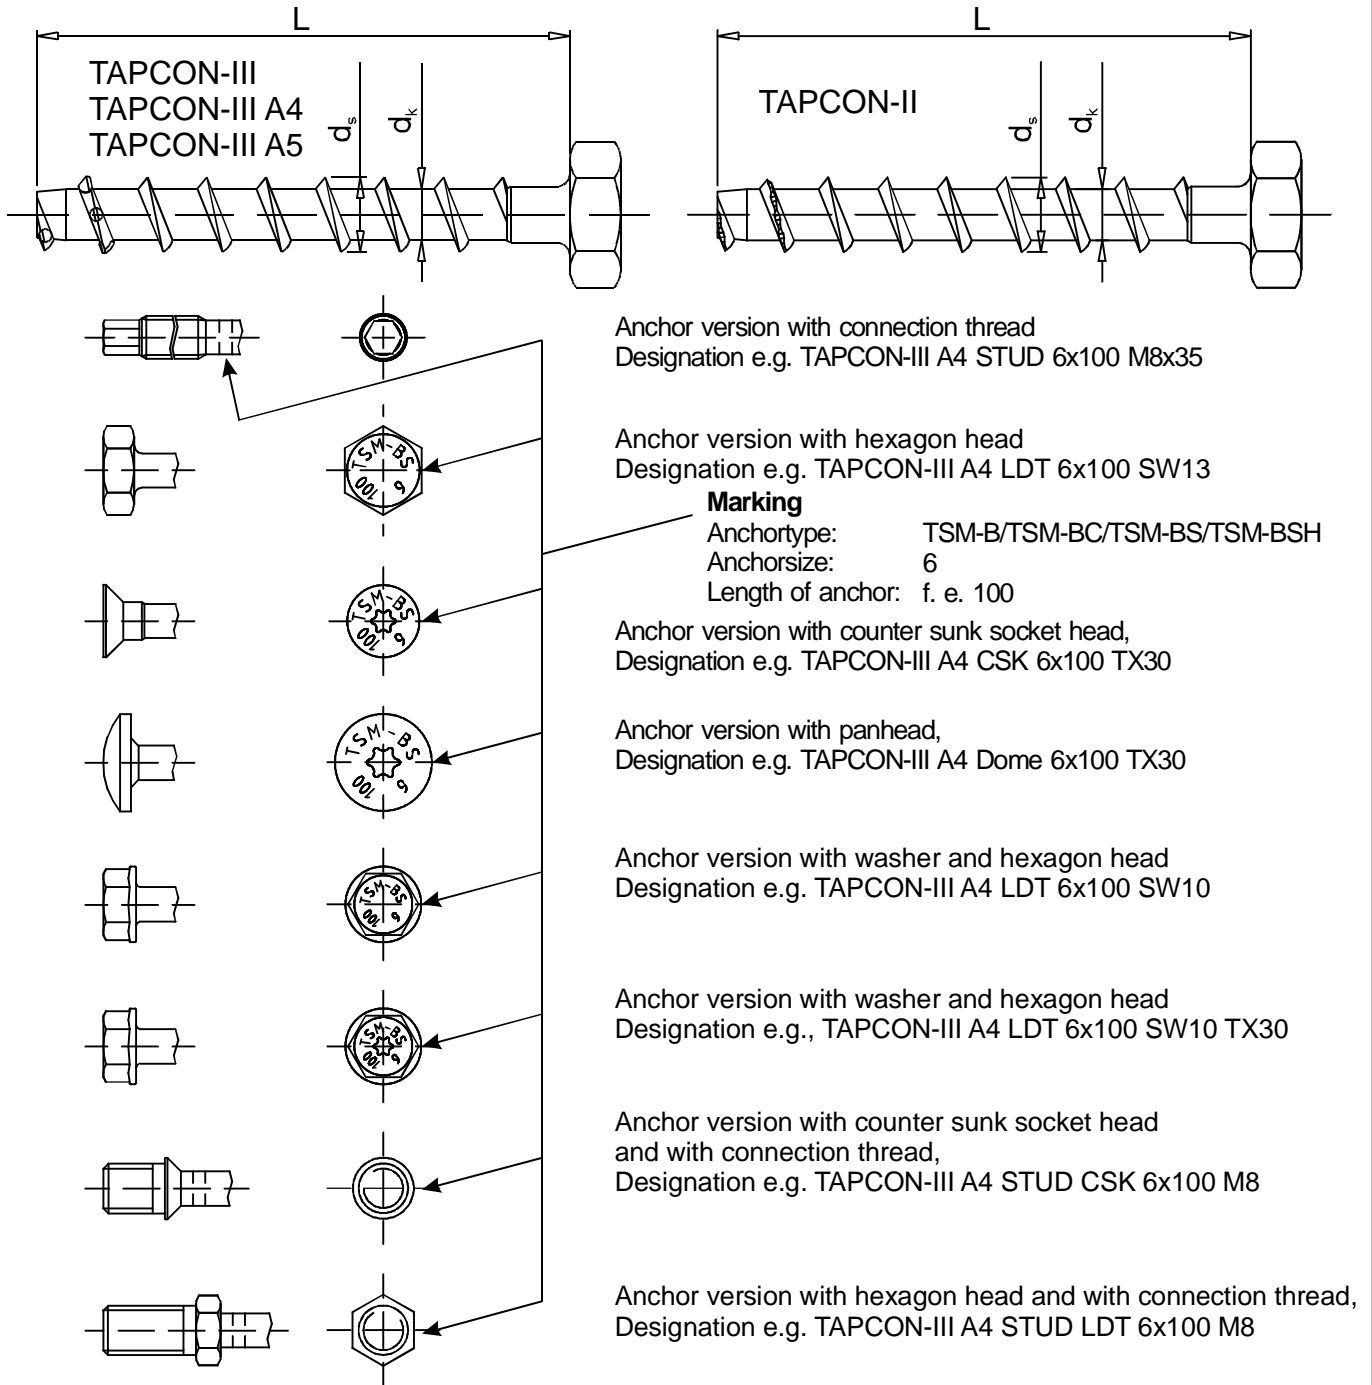 L
TAPCON-III
TAPCON-III A4
TAPCON-III A5
ds
dk
L
TAPCON-II
ds
dk
Anchor version with connection thread
Designation e.g. TAPCON-III A4 STUD 6x100 M8x35
TSM-BS
100 6
Anchor version with hexagon head
Designation e.g. TAPCON-III A4 LDT 6x100 SW13
Marking
Anchortype: TSM-B/TSM-BC/TSM-BS/TSM-BSH
Anchorsize: 6
Length of anchor: f. e. 100
TSM-BS
100 6
Anchor version with counter sunk socket head,
Designation e.g. TAPCON-III A4 CSK 6x100 TX30
TSM-BS
100 6
Anchor version with panhead,
Designation e.g. TAPCON-III A4 Dome 6x100 TX30
TSM-BS
100 6
Anchor version with washer and hexagon head
Designation e.g. TAPCON-III A4 LDT 6x100 SW10
TSM-BS
100 6
Anchor version with washer and hexagon head
Designation e.g., TAPCON-III A4 LDT 6x100 SW10 TX30
Anchor version with counter sunk socket head
and with connection thread,
Designation e.g. TAPCON-III A4 STUD CSK 6x100 M8
Anchor version with hexagon head and with connection thread,
Designation e.g. TAPCON-III A4 STUD LDT 6x100 M8